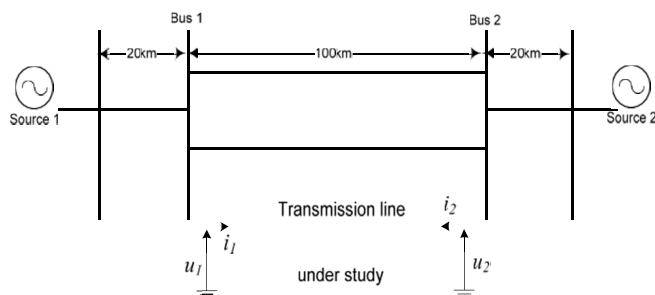 Bus 1
Bus 2
20km
100km
20km
Source 1
Source 2
Transmission line
i1
i2
u1
u2
under study